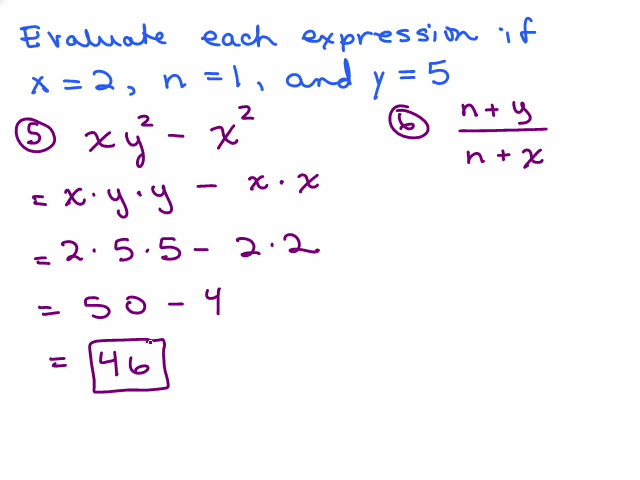 Evaluate each expression if
x = 2, n = 1, and y = 5
⑤ xy² - x²
= x · y · y - x · x
= 2 · 5 · 5 - 2 · 2
= 50 - 4
= 46
⑥ n + y
n + x